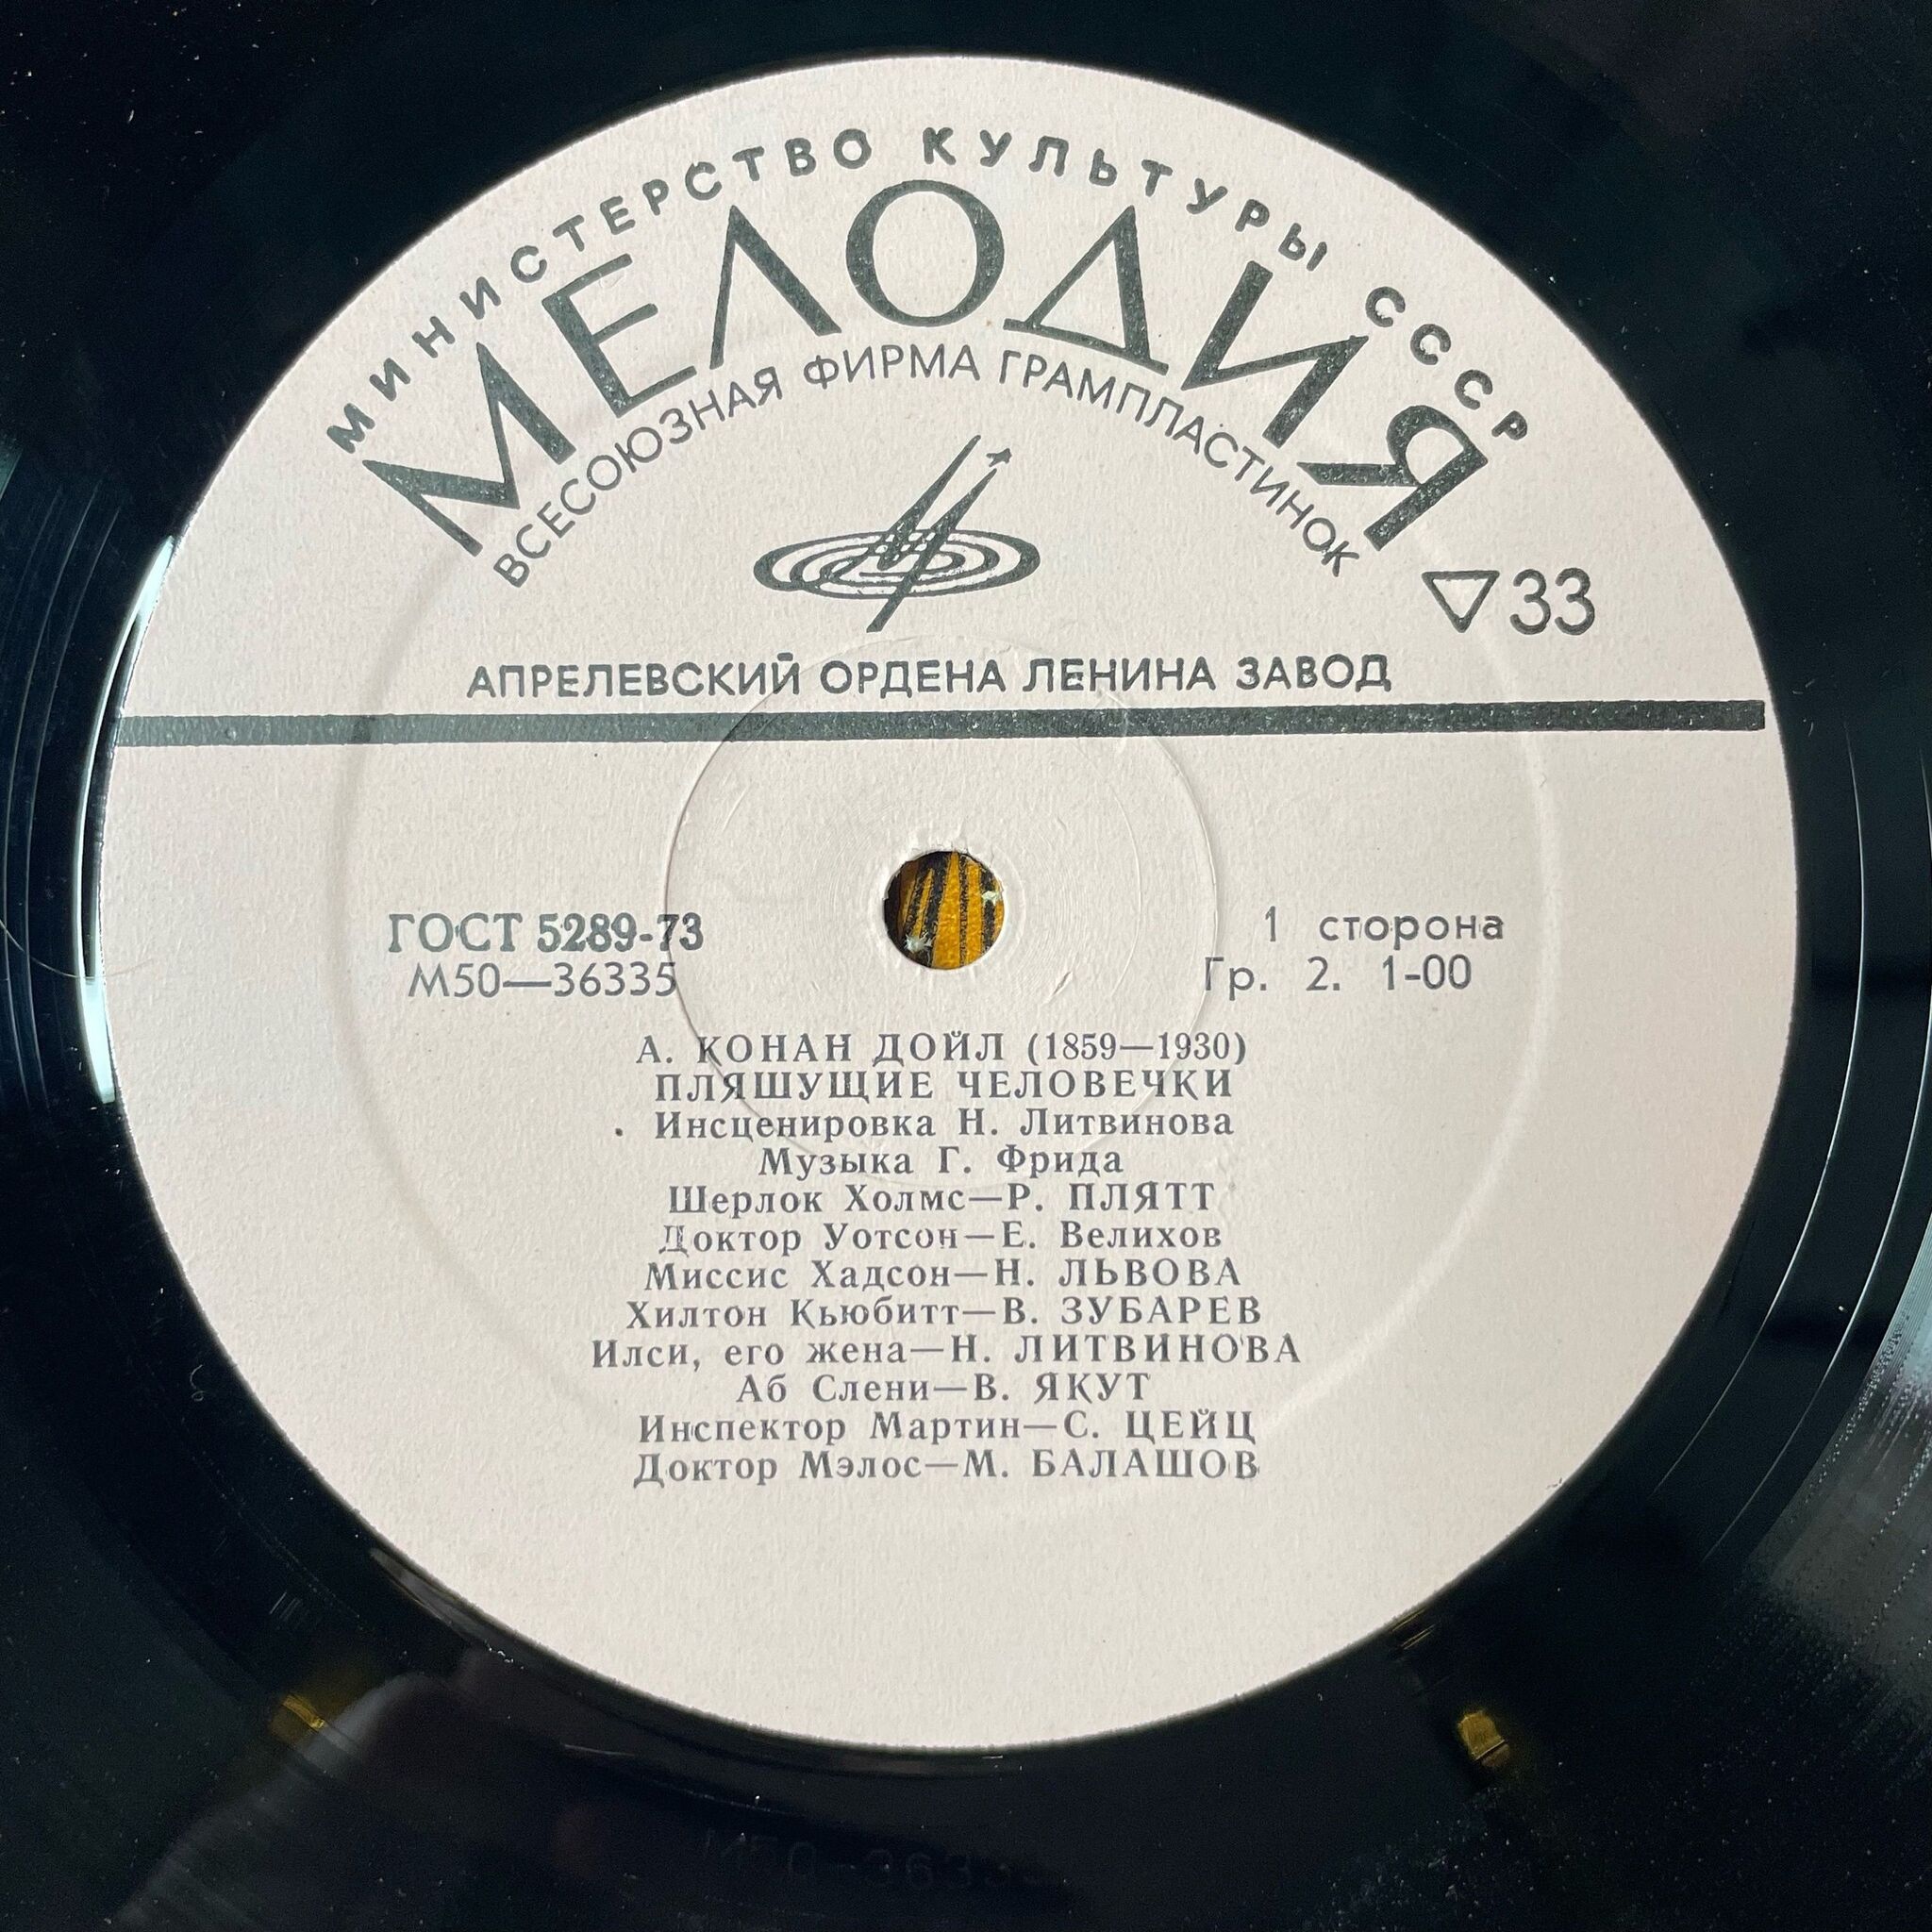 МИНИСТЕРСТВО КУЛЬТУРЫ СССР
МЕЛОДИЯ
ВСЕСОЮЗНАЯ ФИРМА ГРАМПЛАСТИНОК
33
АПРЕЛЕВСКИЙ ОРДЕНА ЛЕНИНА ЗАВОД
ГОСТ 5289-73
М50—36335
1 сторона
Гр. 2. 1-00
А. КОНАН ДОЙЛ (1859—1930)
ПЛЯШУЩИЕ ЧЕЛОВЕЧКИ
Инсценировка Н. Литвинова
Музыка Г. Фрида
Шерлок Холмс—Р. ПЛЯТТ
Доктор Уотсон—Е. Велихов
Миссис Хадсон—Н. ЛЬВОВА
Хилтон Кьюбитт—В. ЗУБАРЕВ
Илси, его жена—Н. ЛИТВИНОВА
Аб Слени—В. ЯКУТ
Инспектор Мартин—С. ЦЕЙЦ
Доктор Мэлос—М. БАЛАШОВ